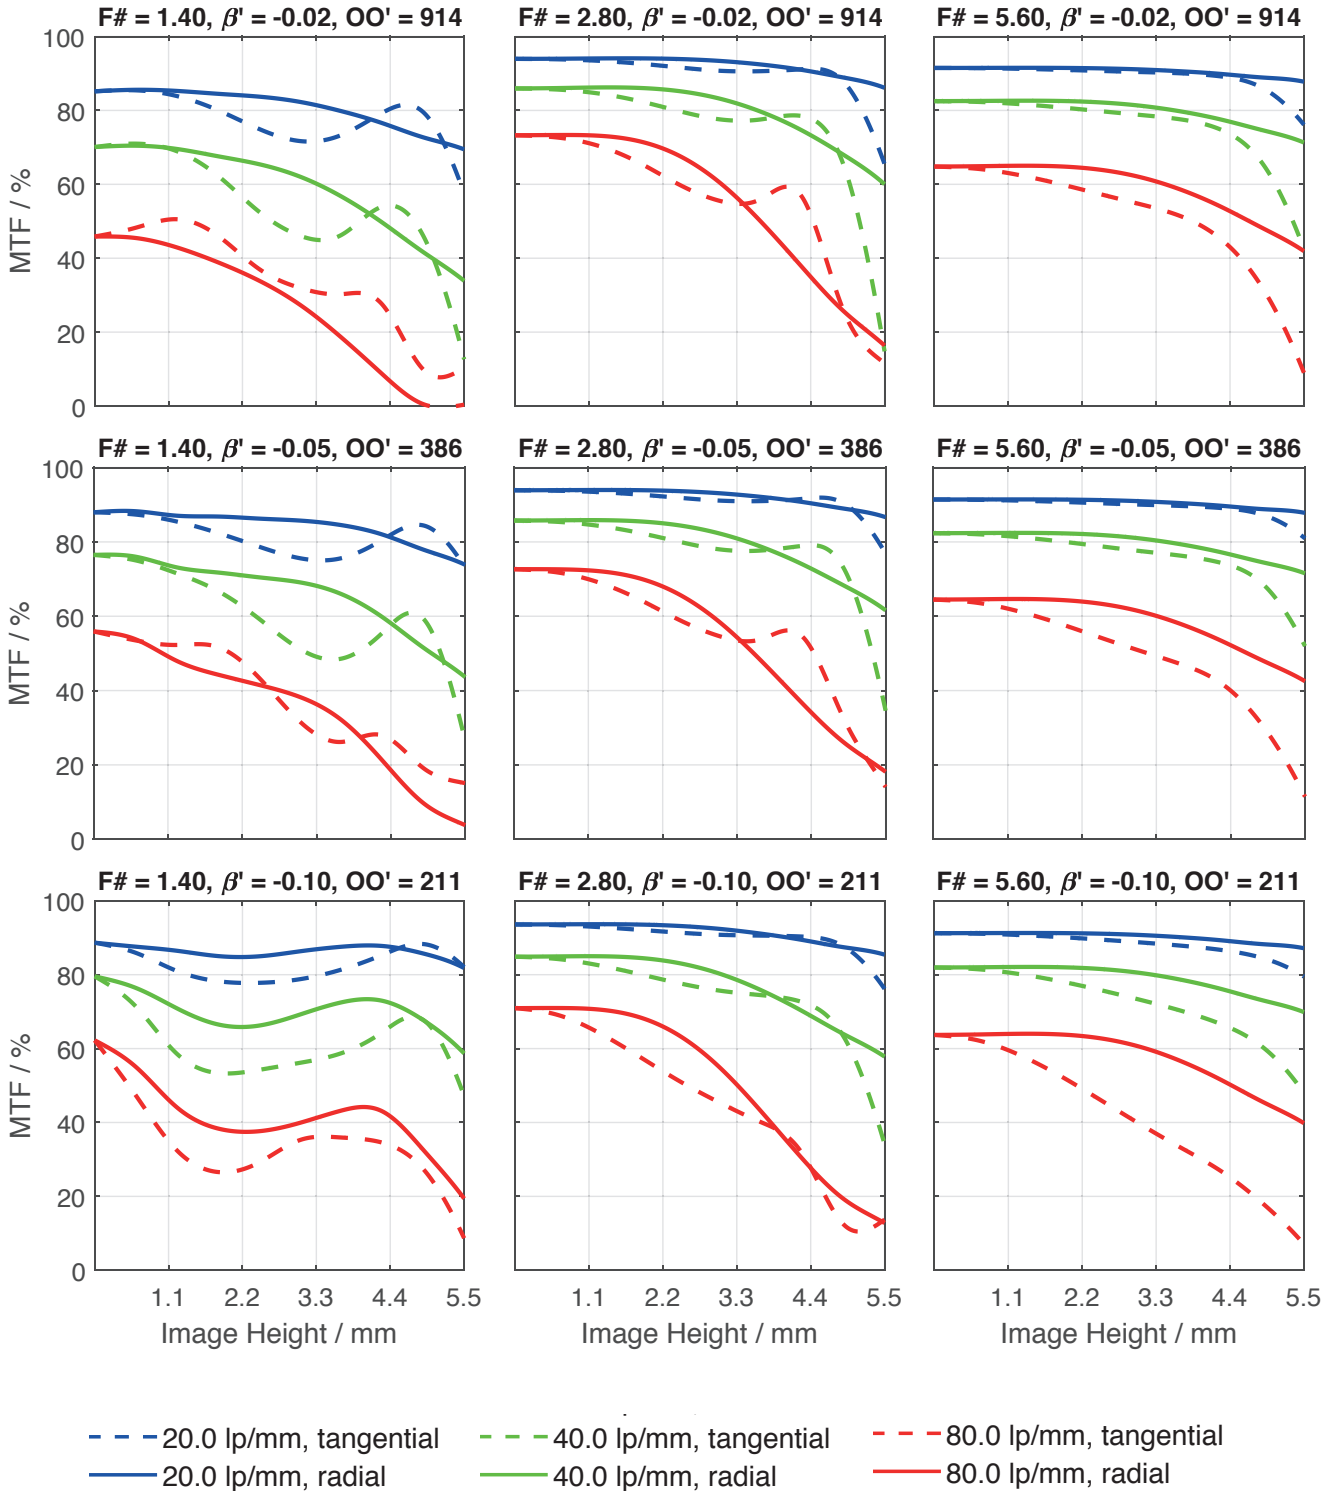 F# = 1.40, β' = -0.02, OO' = 914
F# = 2.80, β' = -0.02, OO' = 914
F# = 5.60, β' = -0.02, OO' = 914
100
80
60
40
20
0
MTF / %
F# = 1.40, β' = -0.05, OO' = 386
F# = 2.80, β' = -0.05, OO' = 386
F# = 5.60, β' = -0.05, OO' = 386
100
80
60
40
20
0
MTF / %
F# = 1.40, β' = -0.10, OO' = 211
F# = 2.80, β' = -0.10, OO' = 211
F# = 5.60, β' = -0.10, OO' = 211
100
80
60
40
20
0
MTF / %
1.1 2.2 3.3 4.4 5.5
1.1 2.2 3.3 4.4 5.5
1.1 2.2 3.3 4.4 5.5
Image Height / mm
Image Height / mm
Image Height / mm
20.0 lp/mm, tangential
40.0 lp/mm, tangential
80.0 lp/mm, tangential
20.0 lp/mm, radial
40.0 lp/mm, radial
80.0 lp/mm, radial